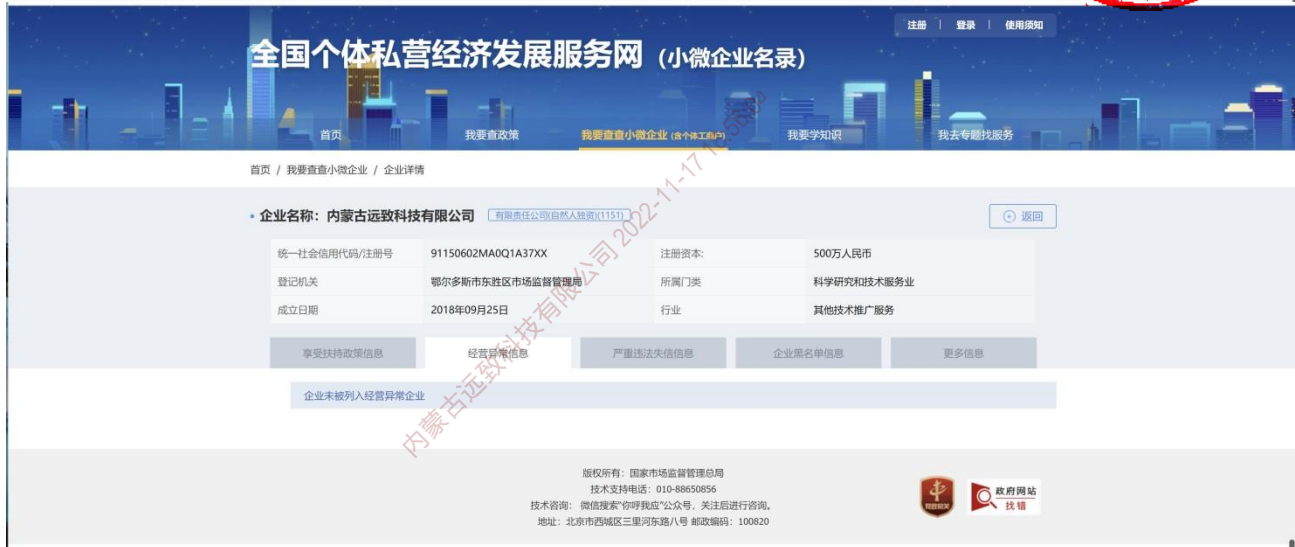 注册 | 登录 | 使用须知
全国个体私营经济发展服务网 (小微企业名录)
首页 我要查政策 我要查查小微企业 (含个体工商户) 我要学知识 我去专题找服务
首页 / 我要查查小微企业 / 企业详情
企业名称：内蒙古远致科技有限公司 有限责任公司(自然人独资)(1151) 返回
统一社会信用代码/注册号 91150602MA0Q1A37XX 注册资本: 500万人民币
登记机关 鄂尔多斯市东胜区市场监督管理局 所属门类 科学研究和技术服务业
成立日期 2018年09月25日 行业 其他技术推广服务
享受扶持政策信息 经营异常信息 严重违法失信信息 企业黑名单信息 更多信息
企业未被列入经营异常企业
内蒙古远致科技有限公司 2022-11-17
版权所有：国家市场监督管理总局
技术支持电话：010-88650856
技术咨询： 微信搜索“你呼我应”公众号，关注后进行咨询。
地址：北京市西城区三里河东路八号 邮政编码：100820
党政机关
政府网站
找错